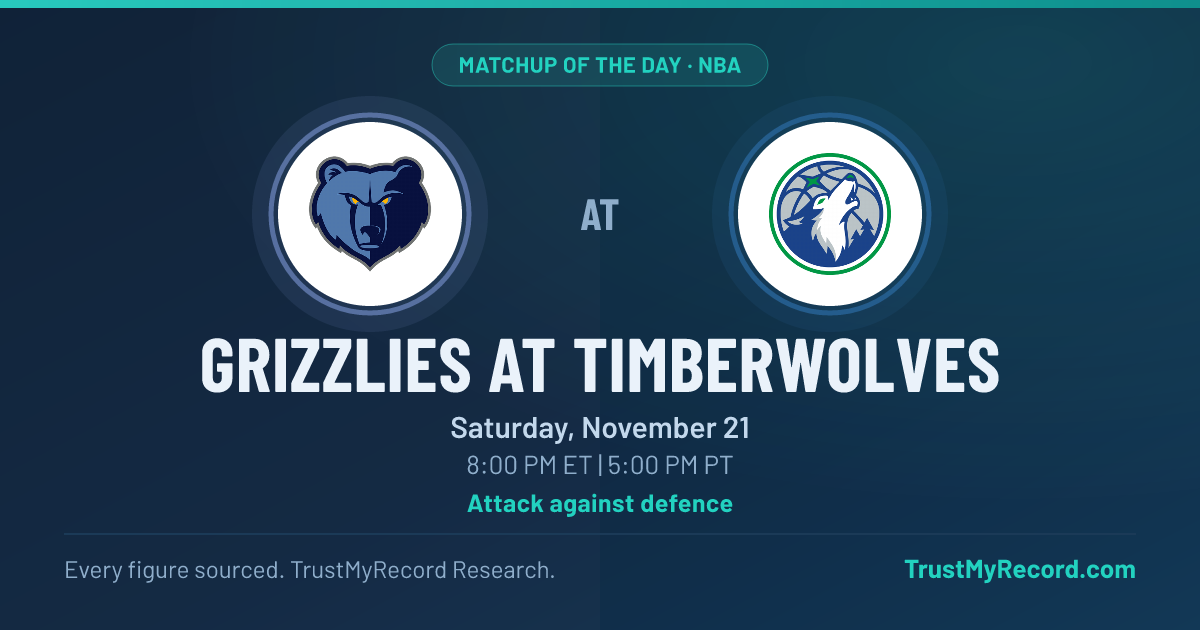 MATCHUP OF THE DAY · NBA
AT
GRIZZLIES AT TIMBERWOLVES
Saturday, November 21
8:00 PM ET | 5:00 PM PT
Attack against defence
Every figure sourced. TrustMyRecord Research.
TrustMyRecord.com